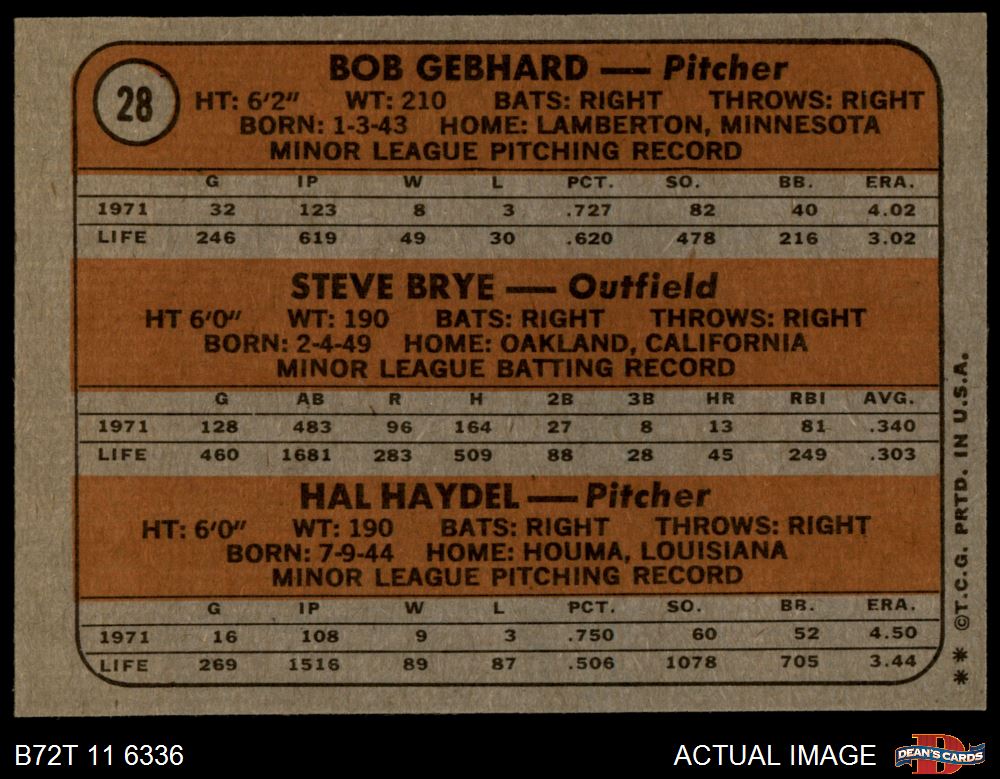 28
BOB GEBHARD — Pitcher
HT: 6'2" WT: 210 BATS: RIGHT THROWS: RIGHT
BORN: 1-3-43 HOME: LAMBERTON, MINNESOTA
MINOR LEAGUE PITCHING RECORD
G IP W L PCT. SO. BB. ERA.
1971 32 123 8 3 .727 82 40 4.02
LIFE 246 619 49 30 .620 478 216 3.02
STEVE BRYE — Outfield
HT 6'0" WT: 190 BATS: RIGHT THROWS: RIGHT
BORN: 2-4-49 HOME: OAKLAND, CALIFORNIA
MINOR LEAGUE BATTING RECORD
G AB R H 2B 3B HR RBI AVG.
1971 128 483 96 164 27 8 13 81 .340
LIFE 460 1681 283 509 88 28 45 249 .303
HAL HAYDEL — Pitcher
HT: 6'0" WT: 190 BATS: RIGHT THROWS: RIGHT
BORN: 7-9-44 HOME: HOUMA, LOUISIANA
MINOR LEAGUE PITCHING RECORD
G IP W L PCT. SO. BB. ERA.
1971 16 108 9 3 .750 60 52 4.50
LIFE 269 1516 89 87 .506 1078 705 3.44
** ©T.C.G. PRTD. IN U.S.A.
B72T 11 6336 ACTUAL IMAGE
DEAN'S CARDS